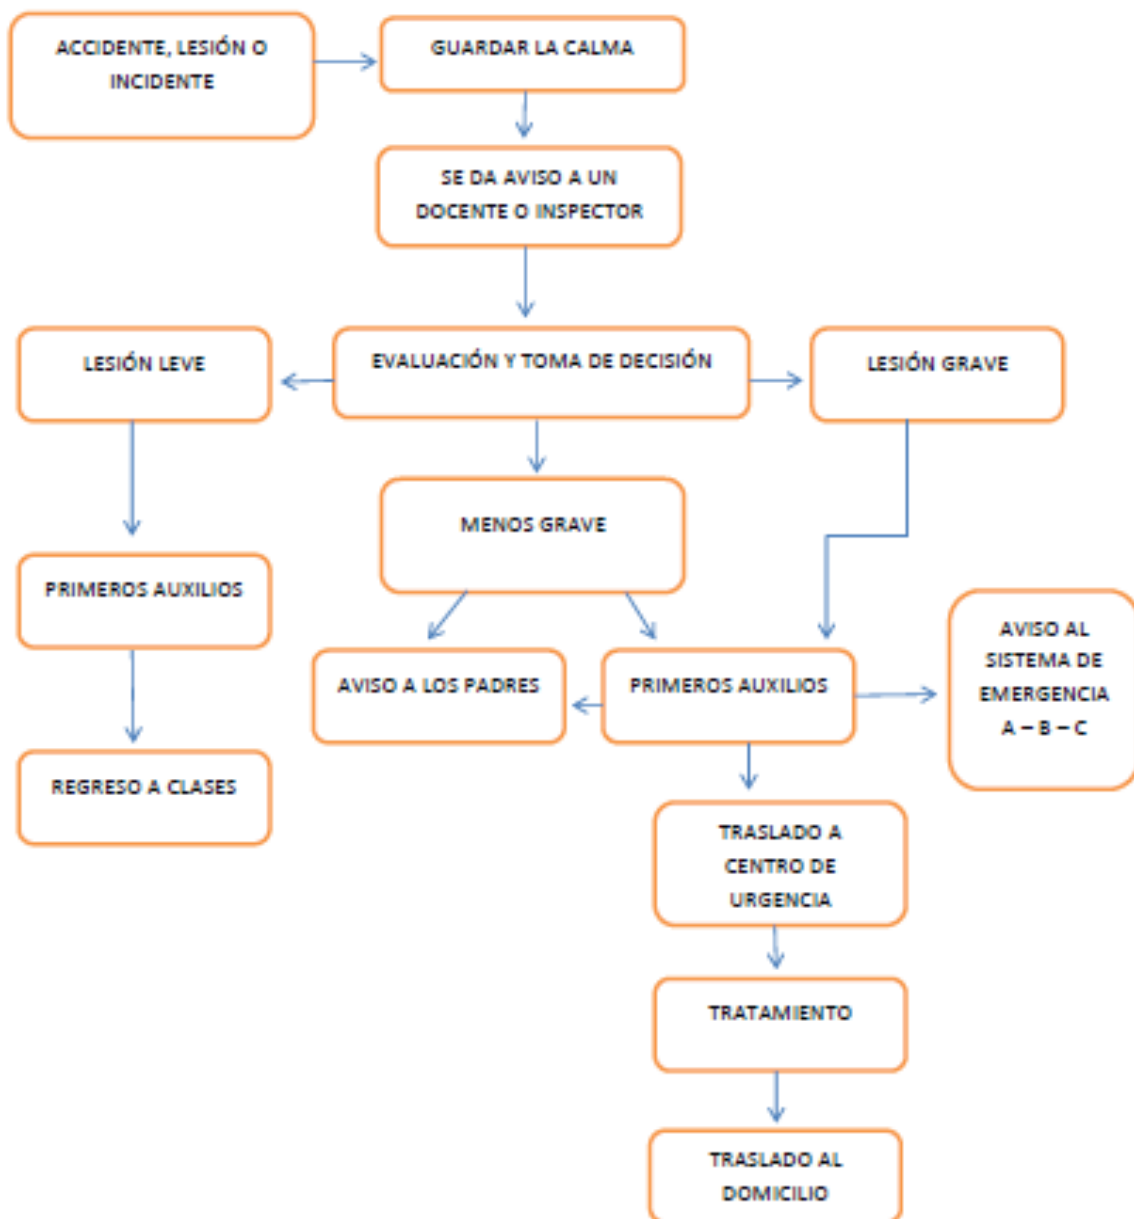 ACCIDENTE, LESIÓN O
INCIDENTE
GUARDAR LA CALMA
SE DA AVISO A UN
DOCENTE O INSPECTOR
LESIÓN LEVE
EVALUACIÓN Y TOMA DE DECISIÓN
LESIÓN GRAVE
MENOS GRAVE
PRIMEROS AUXILIOS
AVISO A LOS PADRES
PRIMEROS AUXILIOS
AVISO AL
SISTEMA DE
EMERGENCIA
A – B – C
REGRESO A CLASES
TRASLADO A
CENTRO DE
URGENCIA
TRATAMIENTO
TRASLADO AL
DOMICILIO